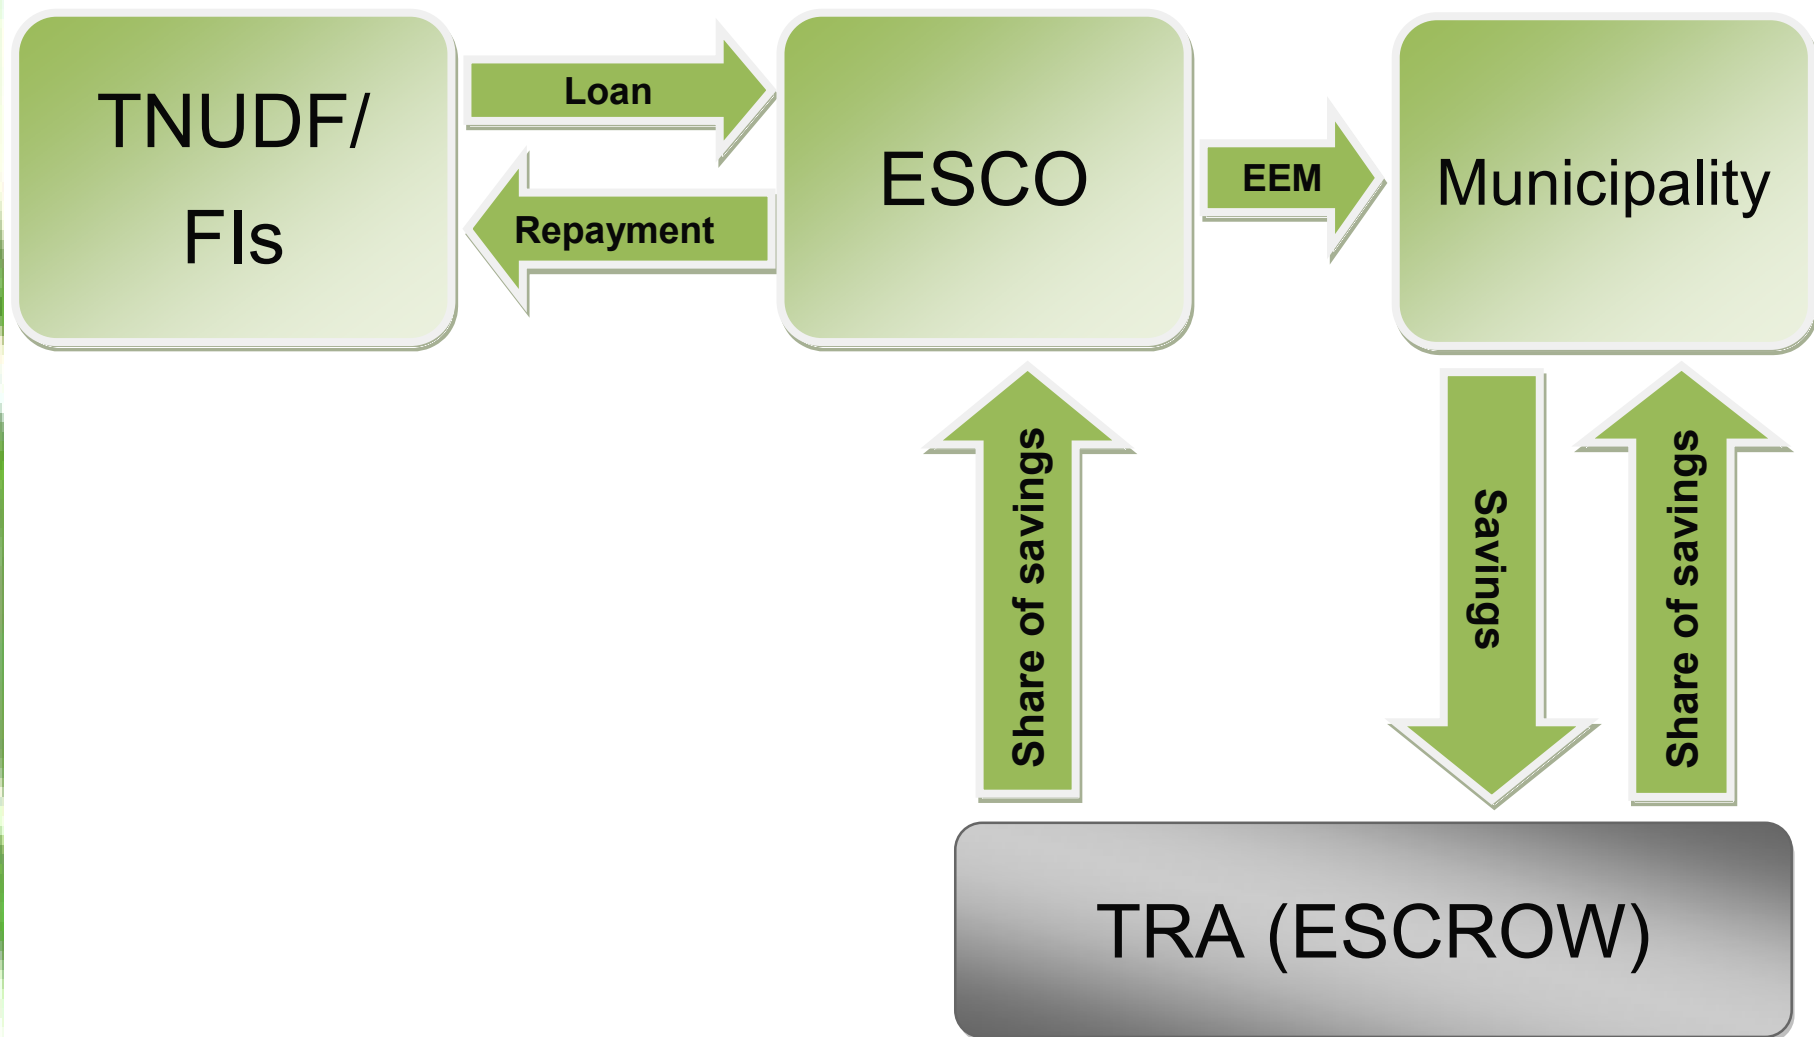 TNUDF/
FIs
Loan
Repayment
ESCO
EEM
Municipality
Share of savings
Savings
Share of savings
TRA (ESCROW)